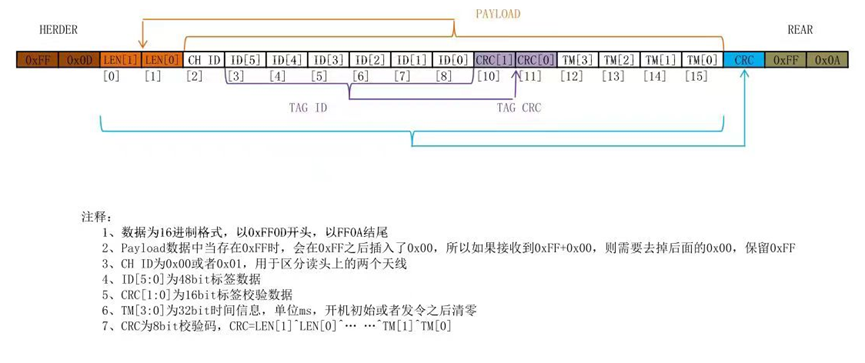 PAYLOAD
HERDER REAR
0xFF 0x0D LEN[1] LEN[0] CH ID ID[5] ID[4] ID[3] ID[2] ID[1] ID[0] CRC[1] CRC[0] TM[3] TM[2] TM[1] TM[0] CRC 0xFF 0x0A
[0] [1] [2] [3] [4] [5] [6] [7] [8] [10] [11] [12] [13] [14] [15]
TAG ID TAG CRC
注释：
1、数据为16进制格式，以0xFF0D开头，以FF0A结尾
2、Payload数据中当存在0xFF时，会在0xFF之后插入了0x00，所以如果接收到0xFF+0x00，则需要去掉后面的0x00，保留0xFF
3、CH ID为0x00或者0x01，用于区分读头上的两个天线
4、ID[5:0]为48bit标签数据
5、CRC[1:0]为16bit标签校验数据
6、TM[3:0]为32bit时间信息，单位ms，开机初始或者发令之后清零
7、CRC为8bit校验码，CRC=LEN[1]^LEN[0]^… …^TM[1]^TM[0]